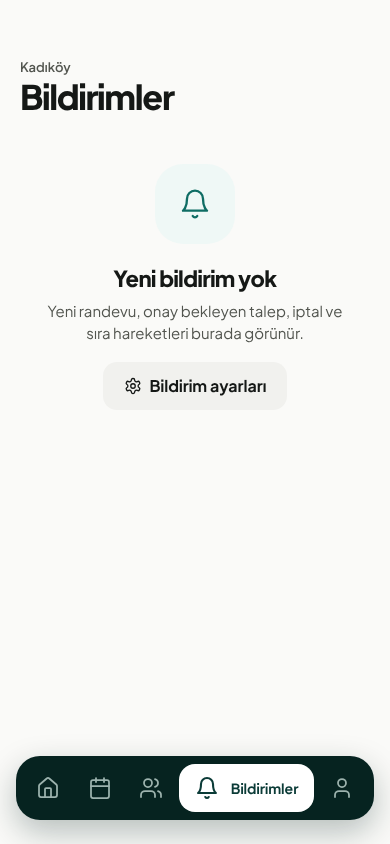 Kadıköy
Bildirimler
Yeni bildirim yok
Yeni randevu, onay bekleyen talep, iptal ve
sıra hareketleri burada görünür.
Bildirim ayarları
Bildirimler